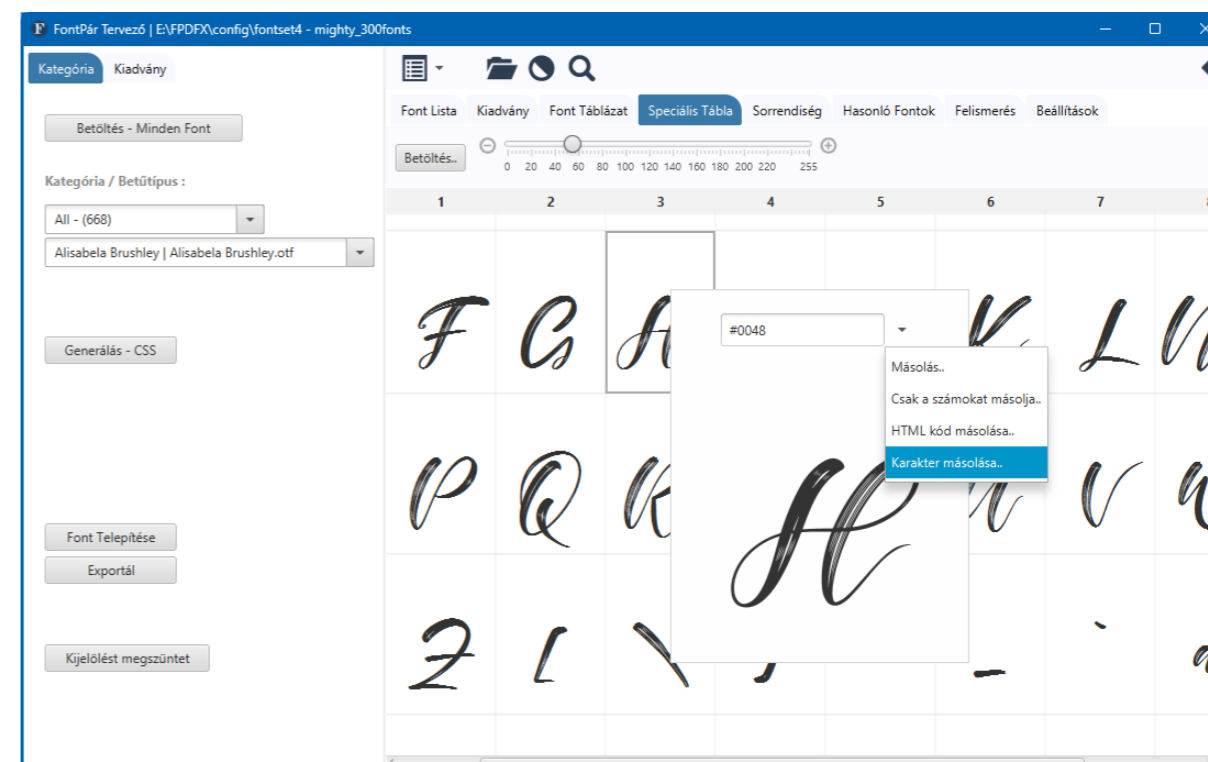 FontPár Tervező | E:\FPDFX\config\fontset4 - mighty_300fonts
Kategória Kiadvány
Betöltés - Minden Font
Kategória / Betűtípus :
All - (668)
Alisabela Brushley | Alisabela Brushley.otf
Generálás - CSS
Font Telepítése
Exportál
Kijelölést megszüntet
Font Lista Kiadvány Font Táblázat Speciális Tábla Sorrendiség Hasonló Fontok Felismerés Beállítások
Betöltés..
0 20 40 60 80 100 120 140 160 180 200 220 255
1 2 3 4 5 6 7
F G H K L
#0048
Másolás..
Csak a számokat másolja..
HTML kód másolása..
Karakter másolása..
H
P Q R V
Z [ \ _ `